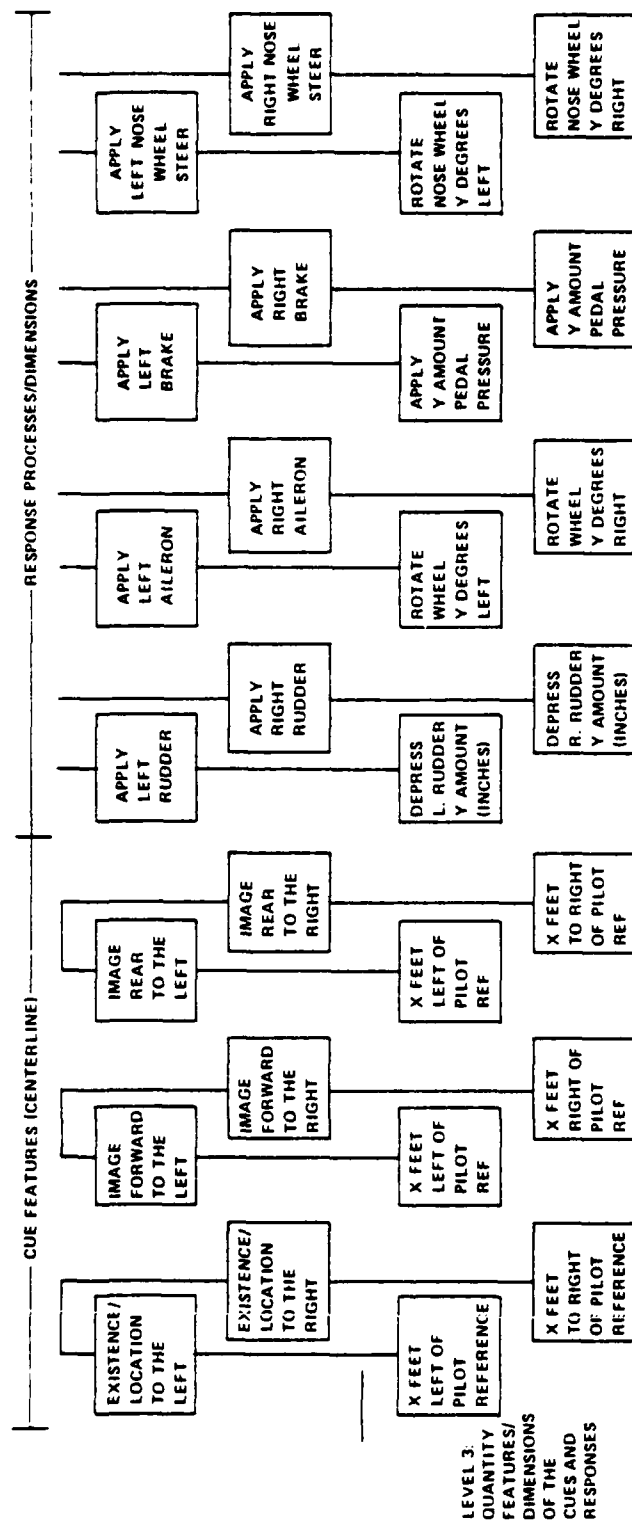 CUE FEATURES (CENTERLINE)
RESPONSE PROCESSES/DIMENSIONS
EXISTENCE/
LOCATION
TO THE
LEFT
EXISTENCE/
LOCATION
TO THE
RIGHT
IMAGE
FORWARD
TO THE
LEFT
IMAGE
FORWARD
TO THE
RIGHT
IMAGE
REAR
TO THE
LEFT
IMAGE
REAR
TO THE
RIGHT
APPLY
LEFT
RUDDER
APPLY
RIGHT
RUDDER
APPLY
LEFT
AILERON
APPLY
RIGHT
AILERON
APPLY
LEFT
BRAKE
APPLY
RIGHT
BRAKE
APPLY
LEFT NOSE
WHEEL
STEER
APPLY
RIGHT NOSE
WHEEL
STEER
LEVEL 3:
QUANTITY
FEATURES/
DIMENSIONS
OF THE
CUES AND
RESPONSES
X FEET
LEFT OF
PILOT
REFERENCE
X FEET
TO RIGHT
OF PILOT
REFERENCE
X FEET
LEFT OF
PILOT
REF
X FEET
RIGHT OF
PILOT
REF
X FEET
LEFT OF
PILOT
REF
X FEET
TO RIGHT
OF PILOT
REF
DEPRESS
L. RUDDER
Y AMOUNT
(INCHES)
DEPRESS
R. RUDDER
Y AMOUNT
(INCHES)
ROTATE
WHEEL
Y DEGREES
LEFT
ROTATE
WHEEL
Y DEGREES
RIGHT
APPLY
Y AMOUNT
PEDAL
PRESSURE
APPLY
Y AMOUNT
PEDAL
PRESSURE
ROTATE
NOSE WHEEL
Y DEGREES
LEFT
ROTATE
NOSE WHEEL
Y DEGREES
RIGHT